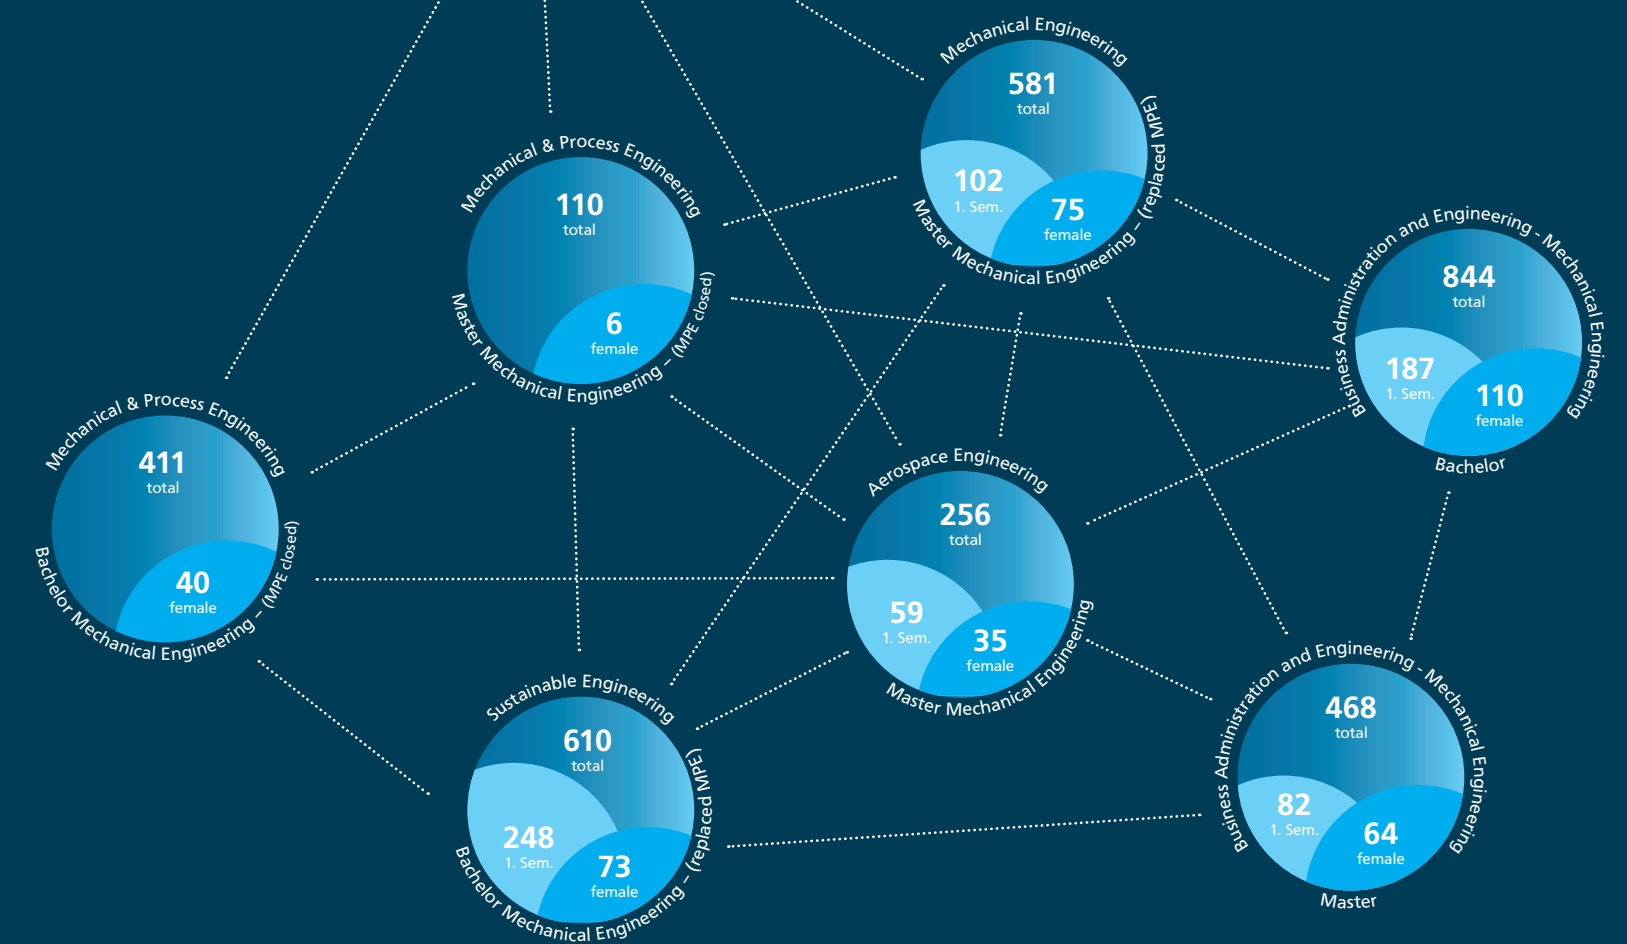 Mechanical Engineering
581
total
102
1. Sem.
75
female
Master Mechanical Engineering – (replaced MPE)
Mechanical & Process Engineering
110
total
6
female
Master Mechanical Engineering – (MPE closed)
Business Administration and Engineering - Mechanical Engineering
844
total
187
1. Sem.
110
female
Bachelor
Mechanical & Process Engineering
411
total
40
female
Bachelor Mechanical Engineering – (MPE closed)
Aerospace Engineering
256
total
59
1. Sem.
35
female
Master Mechanical Engineering
Sustainable Engineering
610
total
248
1. Sem.
73
female
Bachelor Mechanical Engineering – (replaced MPE)
Business Administration and Engineering - Mechanical Engineering
468
total
82
1. Sem.
64
female
Master